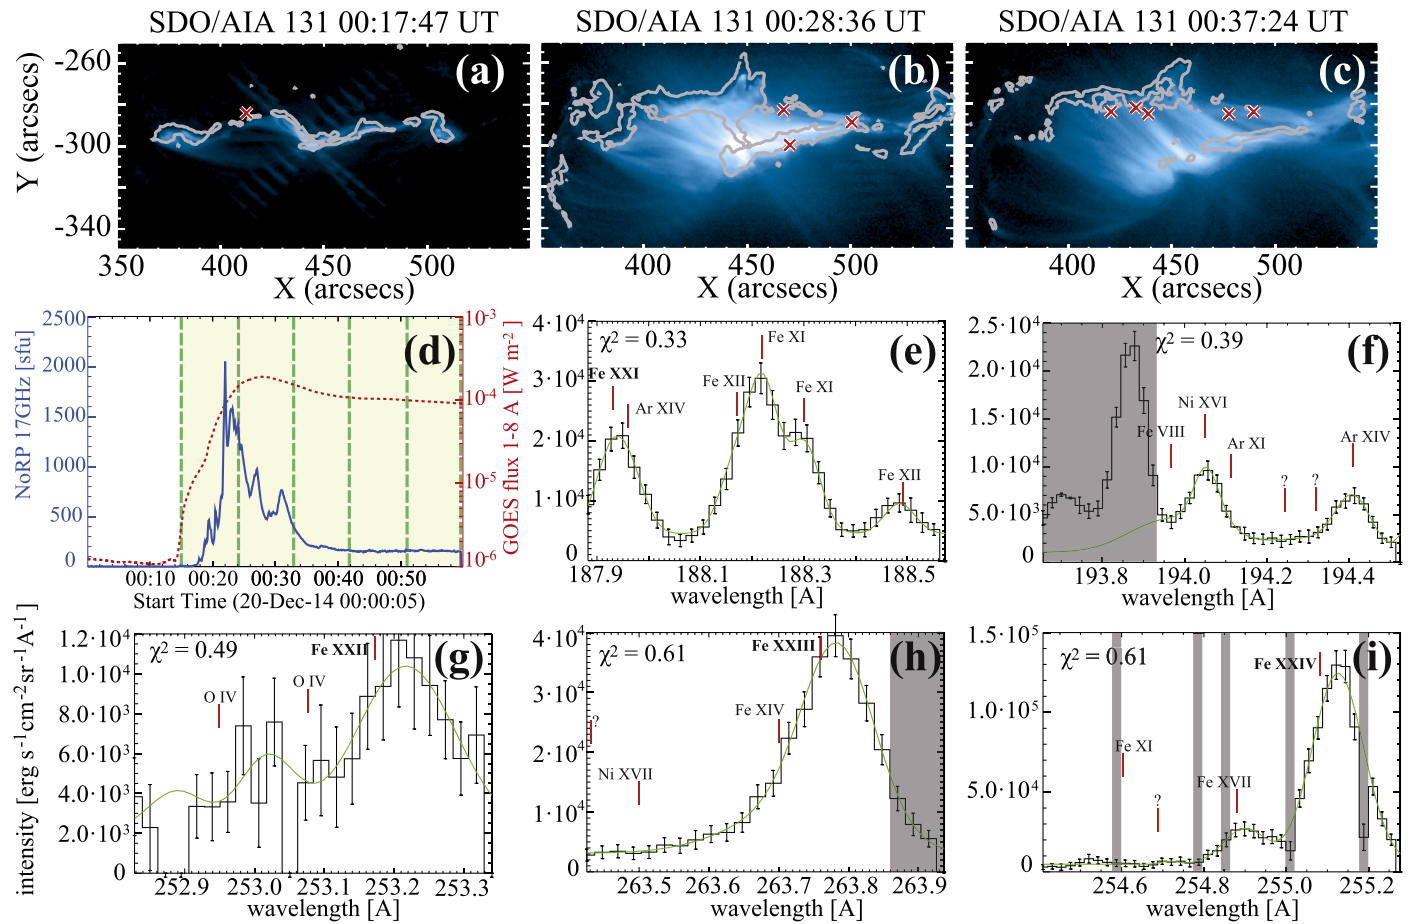 SDO/AIA 131 00:17:47 UT
SDO/AIA 131 00:28:36 UT
SDO/AIA 131 00:37:24 UT
(a)
(b)
(c)
Y (arcsecs)
-260
-300
-340
350 400 450 500
400 450 500
400 450 500
X (arcsecs)
X (arcsecs)
X (arcsecs)
(d)
NoRP 17GHz [sfu]
2500
2000
1500
1000
500
0
GOES flux 1-8 A [W m-2]
10-3
10-4
10-5
10-6
00:10 00:20 00:30 00:40 00:50
Start Time (20-Dec-14 00:00:05)
(e)
χ2 = 0.33
4·104
3·104
2·104
1·104
0
Fe XXI
Ar XIV
Fe XII
Fe XI
Fe XI
Fe XII
187.9 188.1 188.3 188.5
wavelength [A]
(f)
χ2 = 0.39
2.5·104
2.0·104
1.5·104
1.0·104
5.0·103
0
Fe VIII
Ni XVI
Ar XI
?
?
Ar XIV
193.8 194.0 194.2 194.4
wavelength [A]
(g)
χ2 = 0.49
intensity [erg s-1cm-2sr-1A-1]
1.2·104
1.0·104
8.0·103
6.0·103
4.0·103
2.0·103
0
O IV
O IV
Fe XXII
252.9 253.0 253.1 253.2 253.3
wavelength [A]
(h)
χ2 = 0.61
4·104
3·104
2·104
1·104
0
?
Ni XVII
Fe XIV
Fe XXIII
263.5 263.6 263.7 263.8 263.9
wavelength [A]
(i)
χ2 = 0.61
1.5·105
1.0·105
5.0·104
0
Fe XI
?
Fe XVII
Fe XXIV
254.6 254.8 255.0 255.2
wavelength [A]